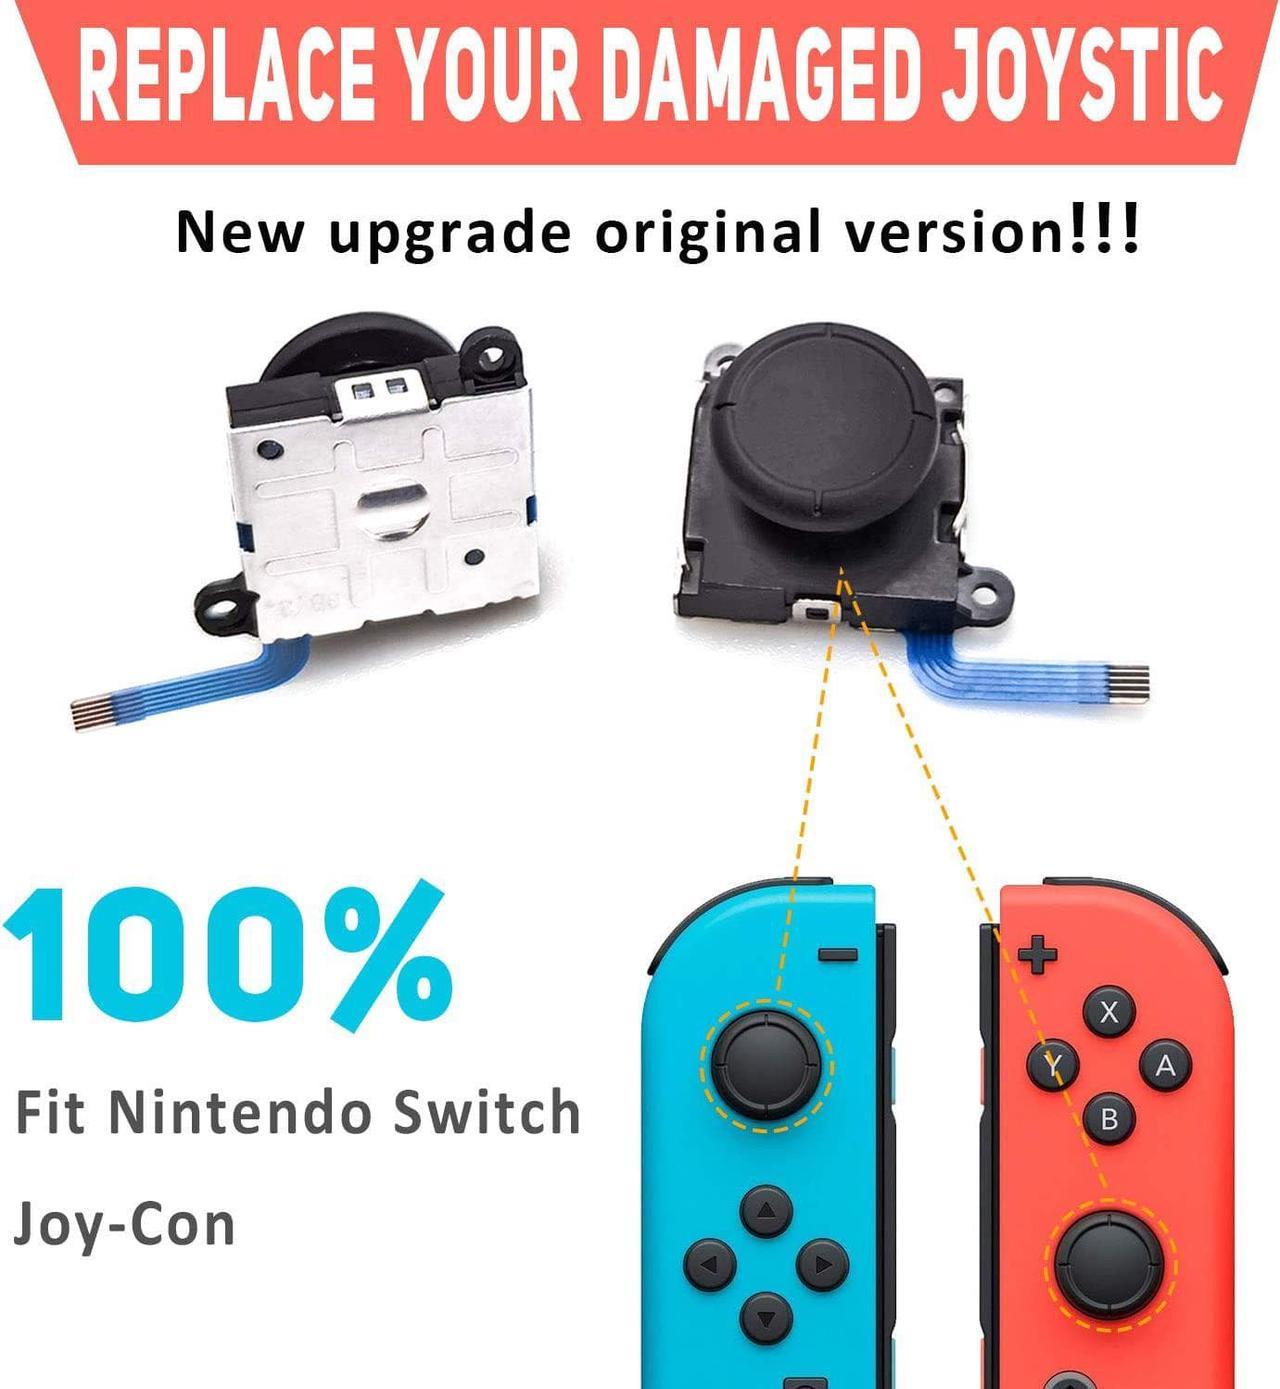 REPLACE YOUR DAMAGED JOYSTIC
New upgrade original version!!!
100%
Fit Nintendo Switch
Joy-Con
X
Y
A
B